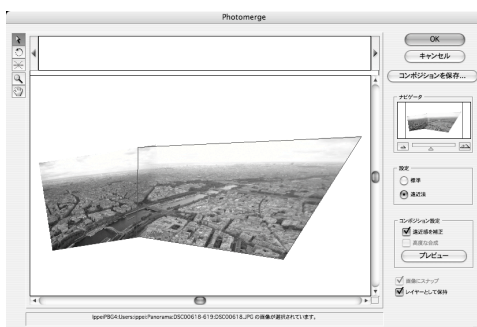 Photomerge
OK
キャンセル
コンポジションを保存...
ナビゲータ
設定
標準
遠近法
コンポジション設定
遠近感を補正
高度な合成
プレビュー
画像にスナップ
レイヤーとして保持
ippeiPBG4:Users:ippei:Panorama:DSC00618-619:DSC00618.JPG の画像が選択されています。